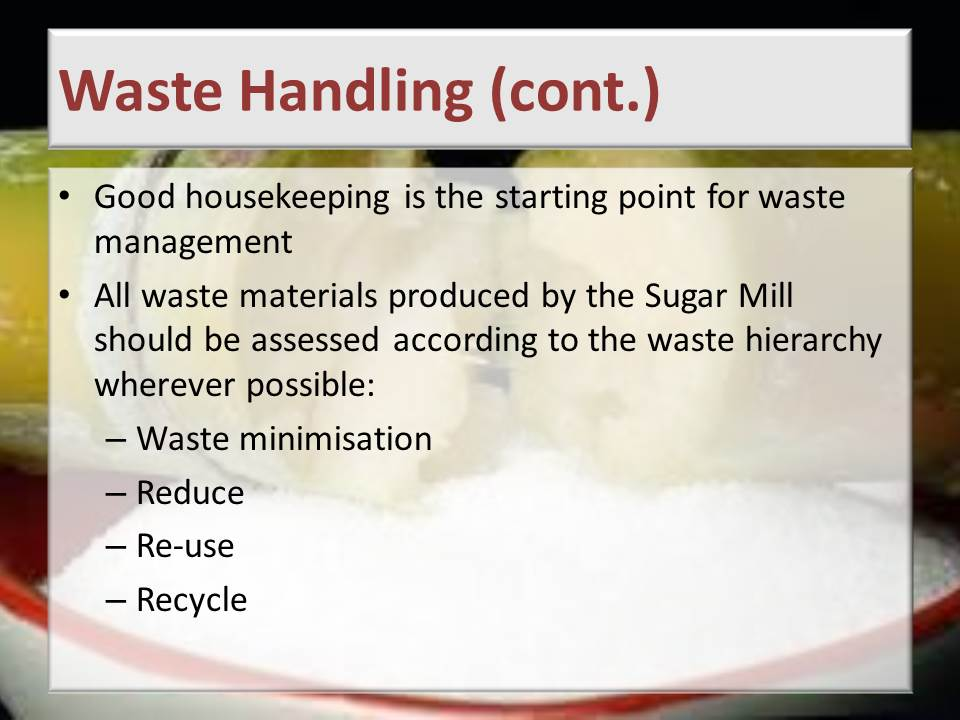 Waste Handling (cont.)
• Good housekeeping is the starting point for waste
management
• All waste materials produced by the Sugar Mill
should be assessed according to the waste hierarchy
wherever possible:
– Waste minimisation
– Reduce
– Re-use
– Recycle